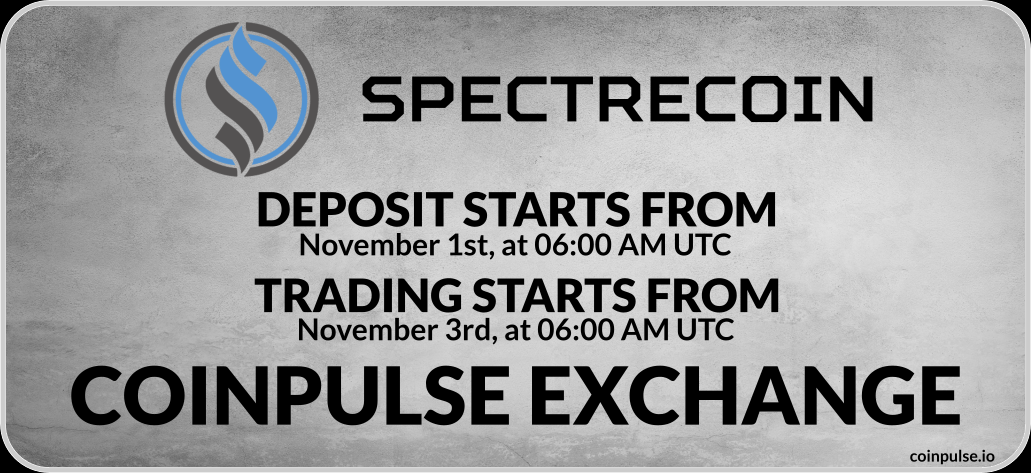 SPECTRECOIN
DEPOSIT STARTS FROM
November 1st, at 06:00 AM UTC
TRADING STARTS FROM
November 3rd, at 06:00 AM UTC
COINPULSE EXCHANGE
coinpulse.io